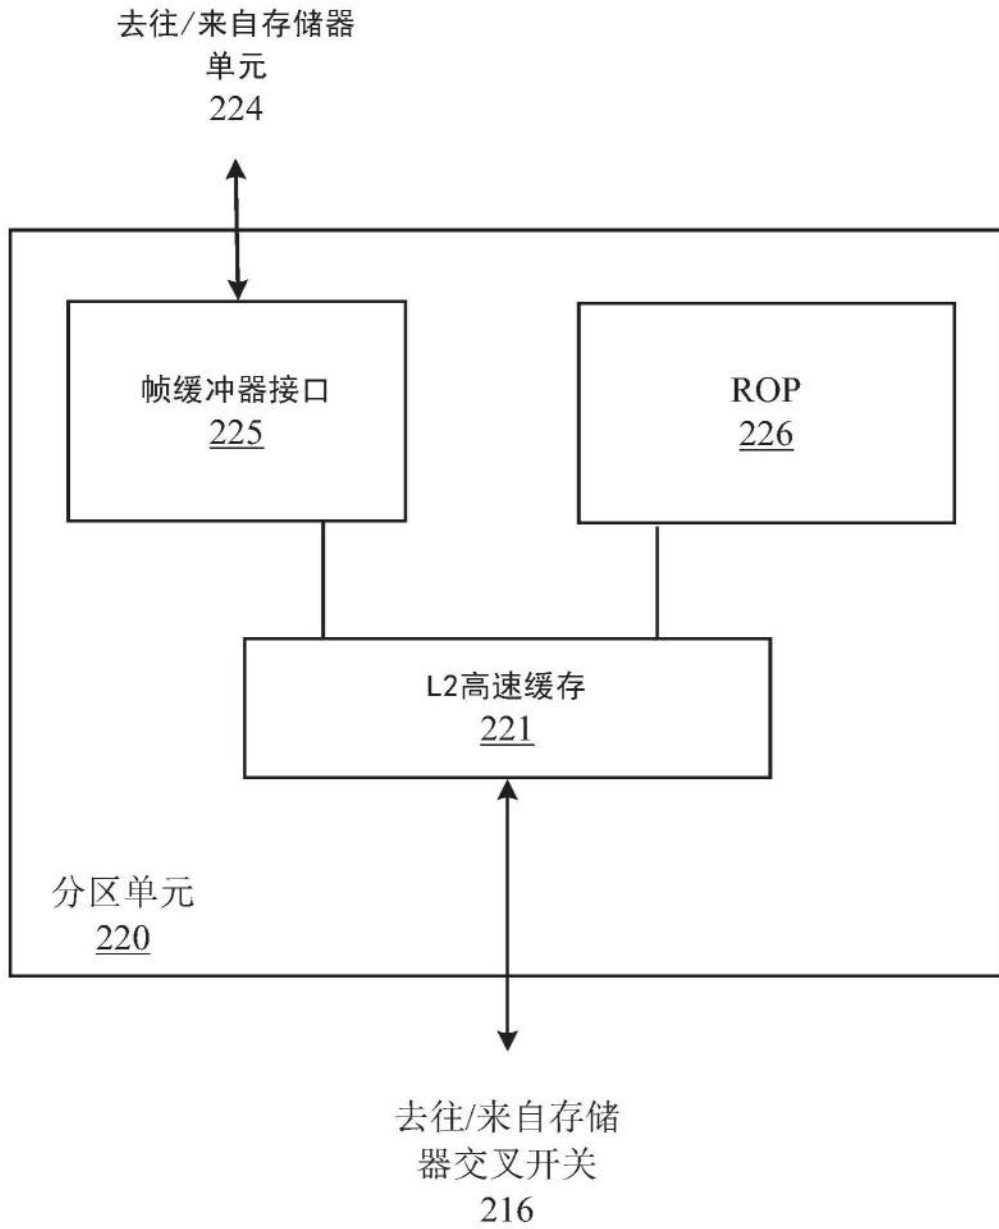 去往/来自存储器
单元
224
帧缓冲器接口
225
ROP
226
L2高速缓存
221
分区单元
220
去往/来自存储
器交叉开关
216